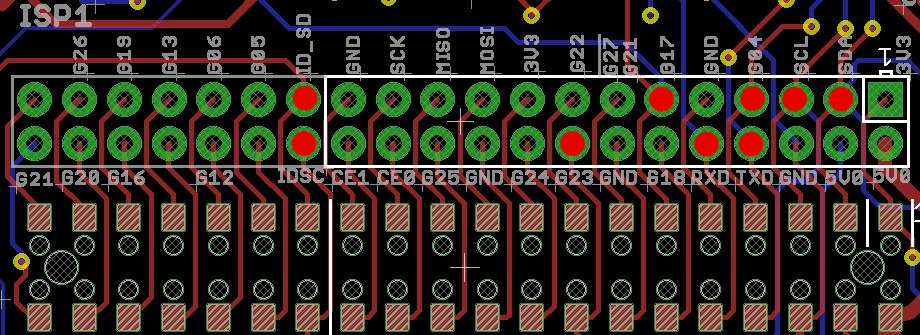 ISP1
G26 G19 G13 G06 G05 ID_SD GND SCK MISO MOSI 3V3 G22 G27 G21 G17 GND G04 SCL SDA 1 3V3
G21 G20 G16 G12 IDSC CE1 CE0 G25 GND G24 G23 GND G18 RXD TXD GND 5V0 5V0